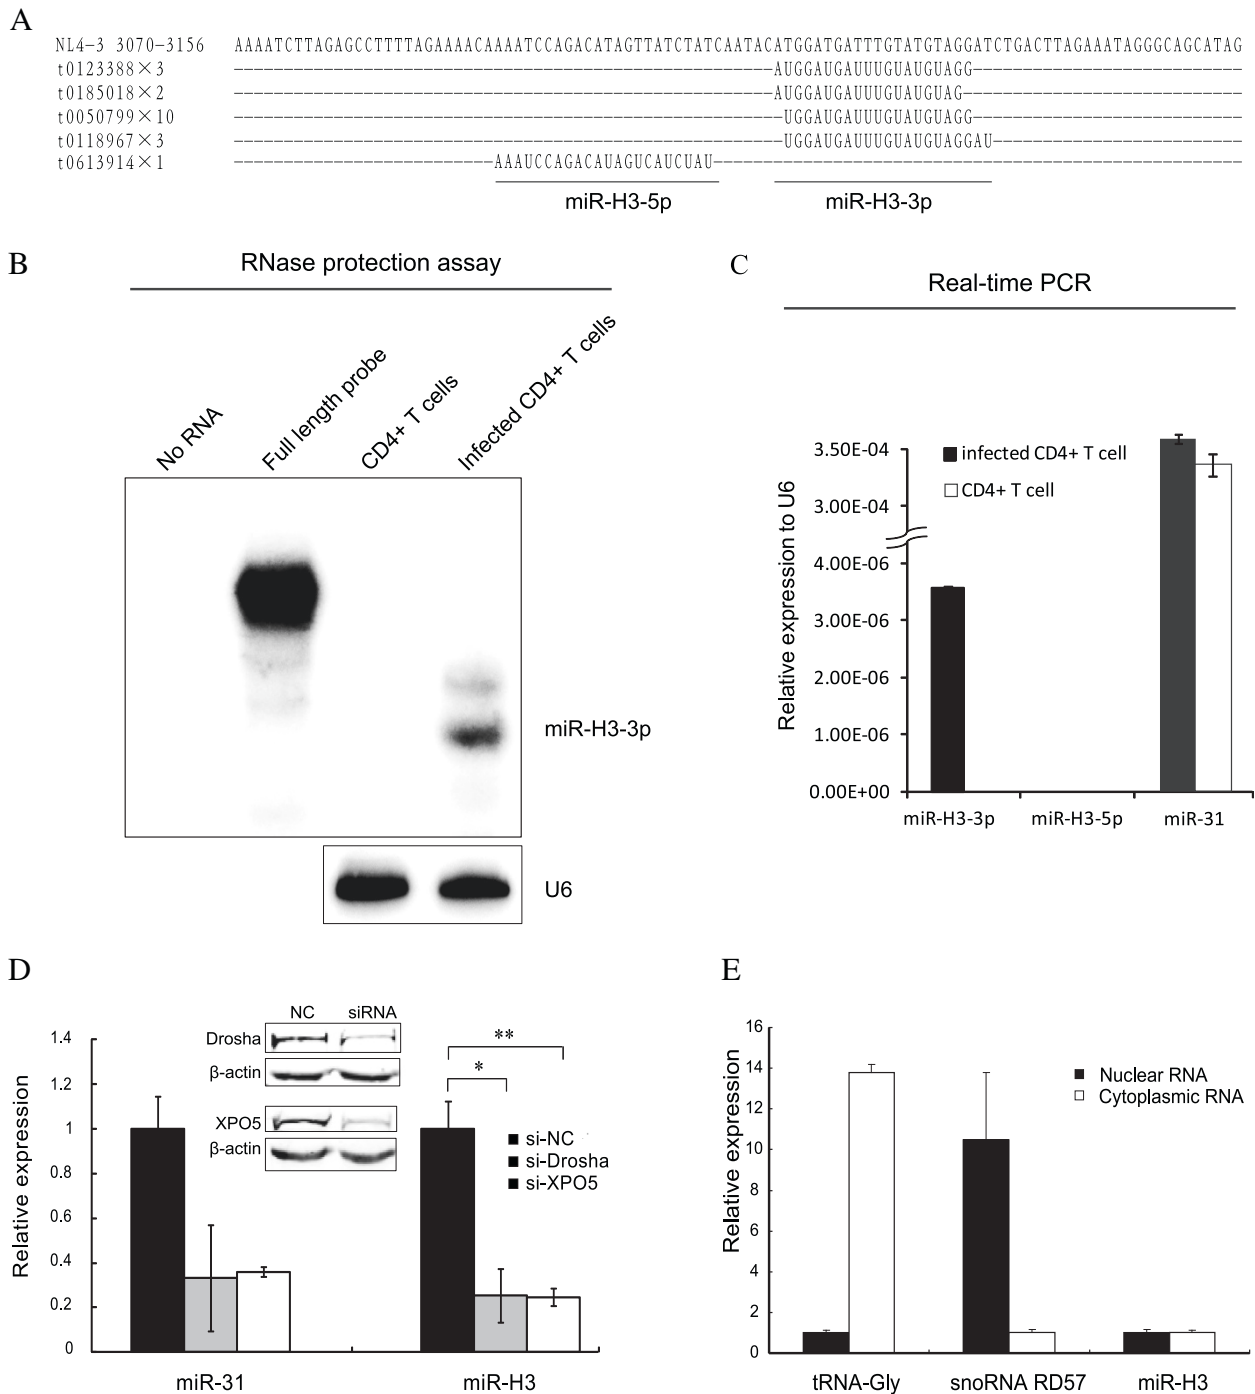 A
NL4-3 3070-3156 AAAATCTTAGAGCCTTTTAGAAAACAAAATCCAGACATAGTTATCTATCAATACATGGATGATTTGTATGTAGGATCTGACTTAGAAATAGGGCAGCATAG
t0123388×3 AUGGAUGAUUUGUAUGUAGG
t0185018×2 AUGGAUGAUUUGUAUGUAG
t0050799×10 UGGAUGAUUUGUAUGUAGG
t0118967×3 UGGAUGAUUUGUAUGUAGGAU
t0613914×1 AAAUCCAGACAUAGUCAUCUAU
miR-H3-5p miR-H3-3p
B
RNase protection assay
No RNA
Full length probe
CD4+ T cells
Infected CD4+ T cells
miR-H3-3p
U6
C
Real-time PCR
Relative expression to U6
3.50E-04
3.00E-04
4.00E-06
3.00E-06
2.00E-06
1.00E-06
0.00E+00
infected CD4+ T cell
CD4+ T cell
miR-H3-3p miR-H3-5p miR-31
D
Relative expression
1.4
1.2
1
0.8
0.6
0.4
0.2
0
NC siRNA
Drosha
β-actin
XPO5
β-actin
**
*
si-NC
si-Drosha
si-XPO5
miR-31 miR-H3
E
Relative expression
16
14
12
10
8
6
4
2
0
Nuclear RNA
Cytoplasmic RNA
tRNA-Gly snoRNA RD57 miR-H3